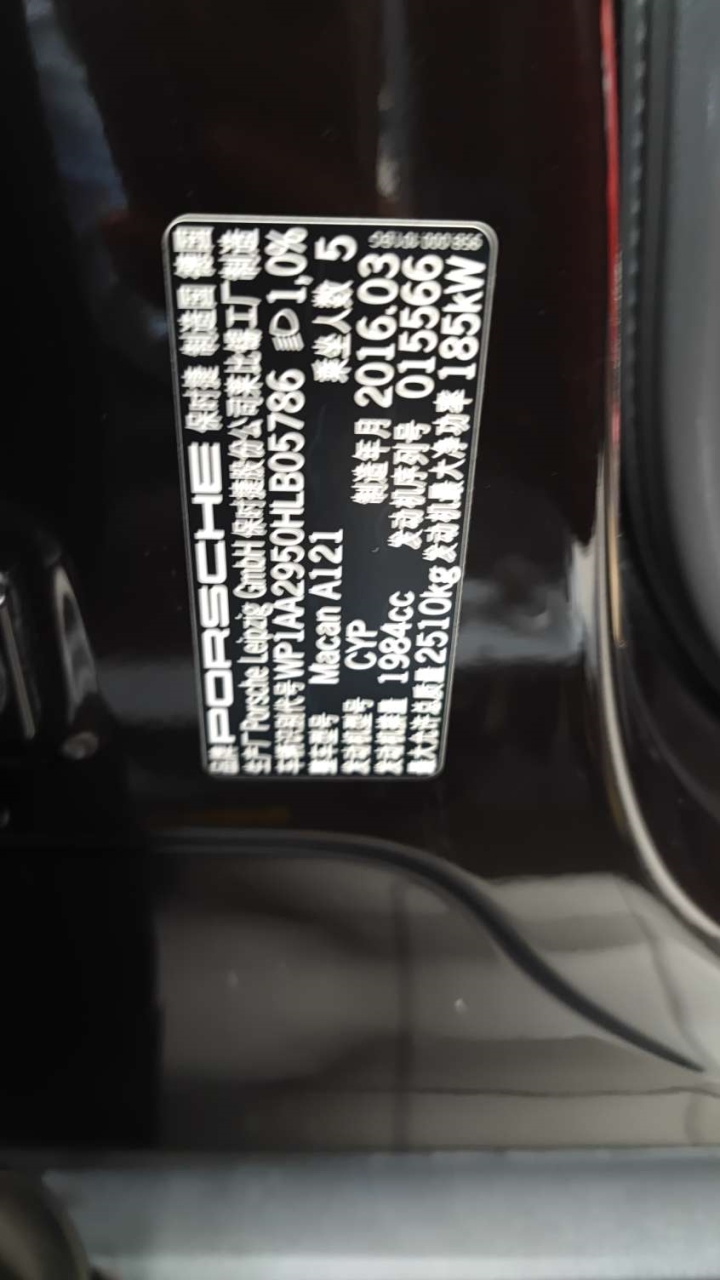 品牌 PORSCHE 保时捷 制造国 德国
生产厂 Porsche Leipzig GmbH 保时捷股份公司莱比锡工厂 制造
车辆识别代号 WP1AA2950HLB05786 1,0%
整车型号 Macan A121 乘坐人数 5
发动机型号 CYP 制造年月 2016.03
发动机排量 1984cc 发动机序列号 015566
最大允许总质量 2510kg 发动机最大净功率 185kW